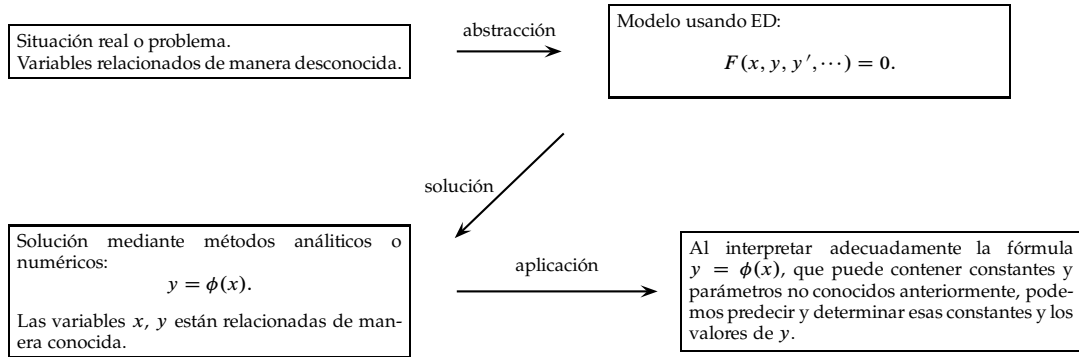 Situación real o problema.
Variables relacionados de manera desconocida.
abstracción
Modelo usando ED:
F(x, y, y′, ⋯) = 0.
solución
Solución mediante métodos análiticos o
numéricos:
y = ϕ(x).
Las variables x, y están relacionadas de man-
era conocida.
aplicación
Al interpretar adecuadamente la fórmula
y = ϕ(x), que puede contener constantes y
parámetros no conocidos anteriormente, pode-
mos predecir y determinar esas constantes y los
valores de y.